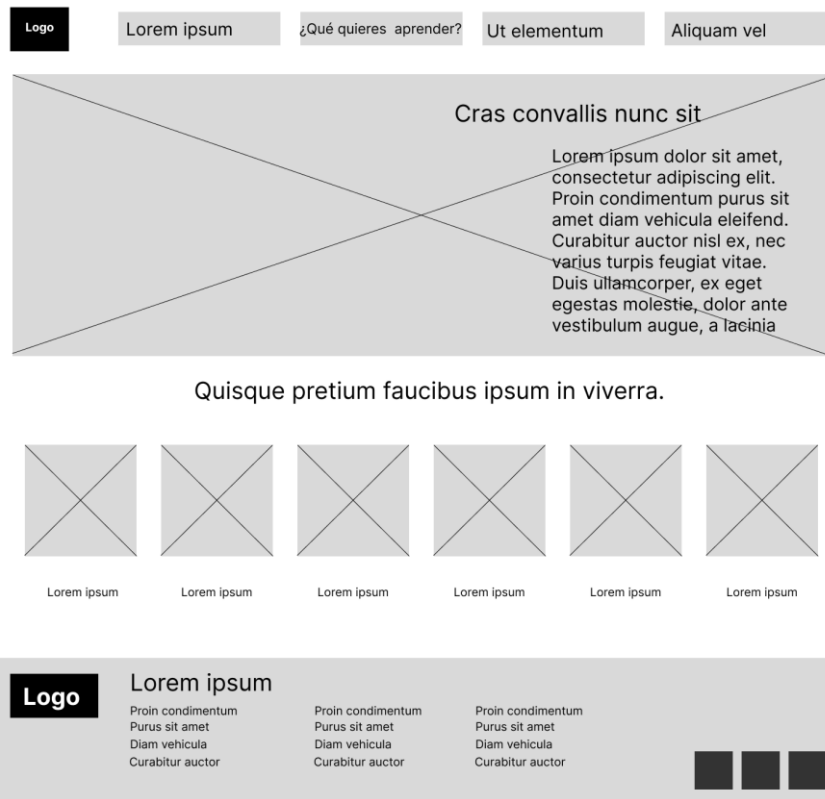 Logo
Lorem ipsum
¿Qué quieres aprender?
Ut elementum
Aliquam vel
Cras convallis nunc sit
Lorem ipsum dolor sit amet,
consectetur adipiscing elit.
Proin condimentum purus sit
amet diam vehicula eleifend.
Curabitur auctor nisl ex, nec
varius turpis feugiat vitae.
Duis ullamcorper, ex eget
egestas molestie, dolor ante
vestibulum augue, a lacinia
Quisque pretium faucibus ipsum in viverra.
Lorem ipsum
Lorem ipsum
Lorem ipsum
Lorem ipsum
Lorem ipsum
Lorem ipsum
Logo
Lorem ipsum
Proin condimentum
Purus sit amet
Diam vehicula
Curabitur auctor
Proin condimentum
Purus sit amet
Diam vehicula
Curabitur auctor
Proin condimentum
Purus sit amet
Diam vehicula
Curabitur auctor